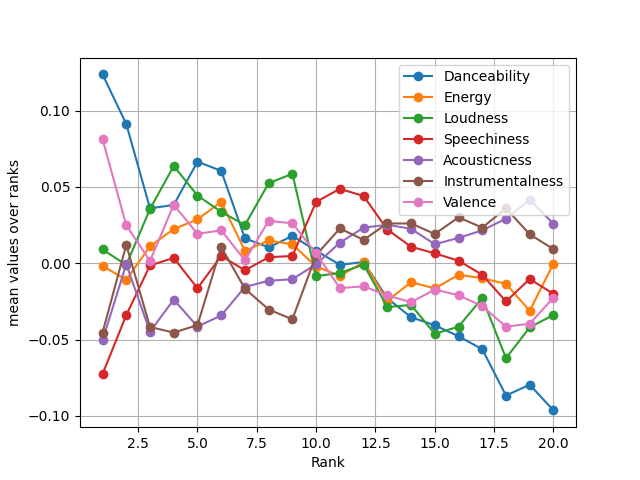 Danceability
Energy
Loudness
Speechiness
Acousticness
Instrumentalness
Valence
mean values over ranks
0.10
0.05
0.00
−0.05
−0.10
2.5 5.0 7.5 10.0 12.5 15.0 17.5 20.0
Rank